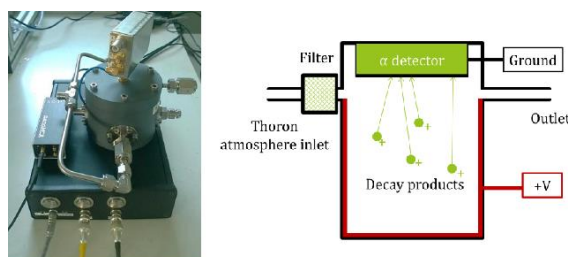 Filter
α detector
Ground
Thoron
atmosphere inlet
Outlet
Decay products
+V
+
+
+
+